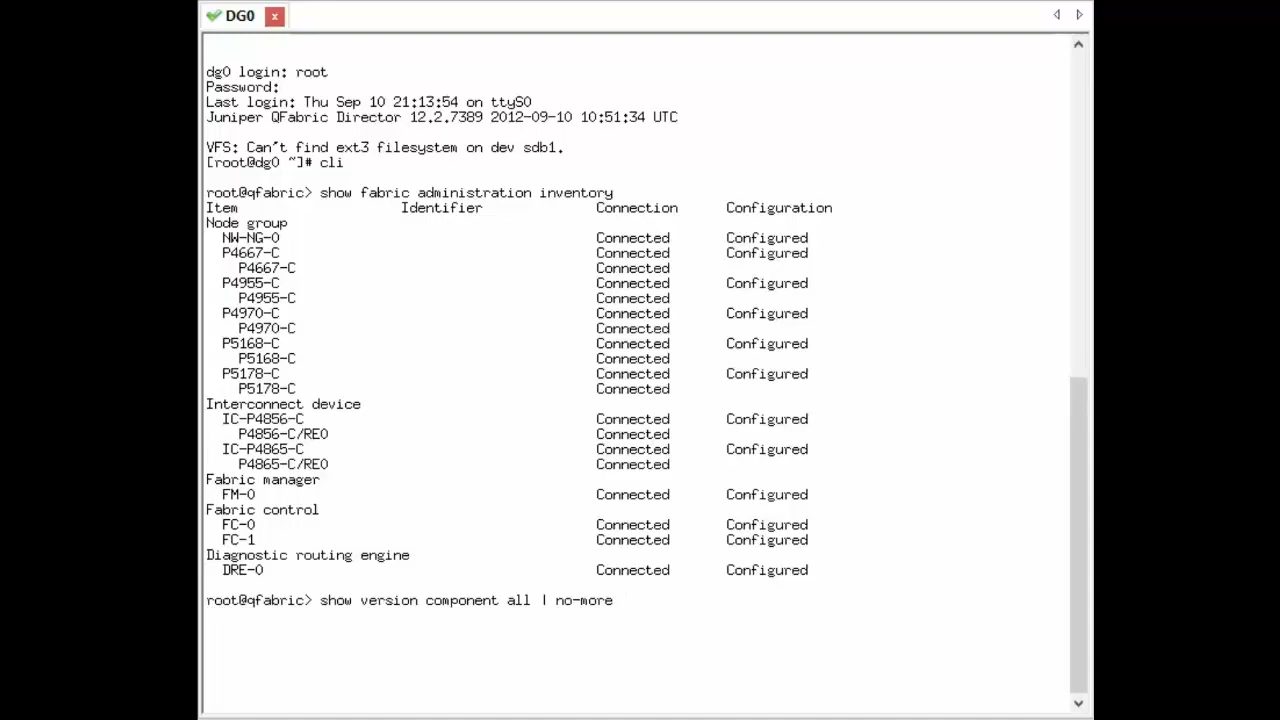 DG0 x
dg0 login: root
Password:
Last login: Thu Sep 10 21:13:54 on ttyS0
Juniper QFabric Director 12.2.7389 2012-09-10 10:51:34 UTC
VFS: Can't find ext3 filesystem on dev sdb1.
[root@dg0 ~]# cli
root@qfabric> show fabric administration inventory
Item Identifier Connection Configuration
Node group
NW-NG-0 Connected Configured
P4667-C Connected Configured
P4667-C Connected
P4955-C Connected Configured
P4955-C Connected
P4970-C Connected Configured
P4970-C Connected
P5168-C Connected Configured
P5168-C Connected
P5178-C Connected Configured
P5178-C Connected
Interconnect device
IC-P4856-C Connected Configured
P4856-C/RE0 Connected
IC-P4865-C Connected Configured
P4865-C/RE0 Connected
Fabric manager
FM-0 Connected Configured
Fabric control
FC-0 Connected Configured
FC-1 Connected Configured
Diagnostic routing engine
DRE-0 Connected Configured
root@qfabric> show version component all | no-more